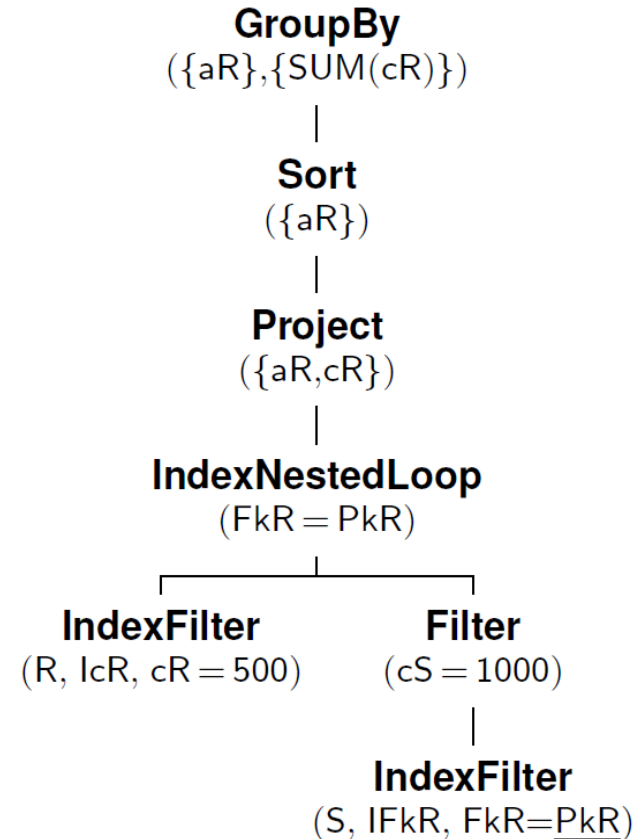 GroupBy
({aR},{SUM(cR)})
Sort
({aR})
Project
({aR,cR})
IndexNestedLoop
(FkR = PkR)
IndexFilter
(R, IcR, cR = 500)
Filter
(cS = 1000)
IndexFilter
(S, IFkR, FkR=PkR)